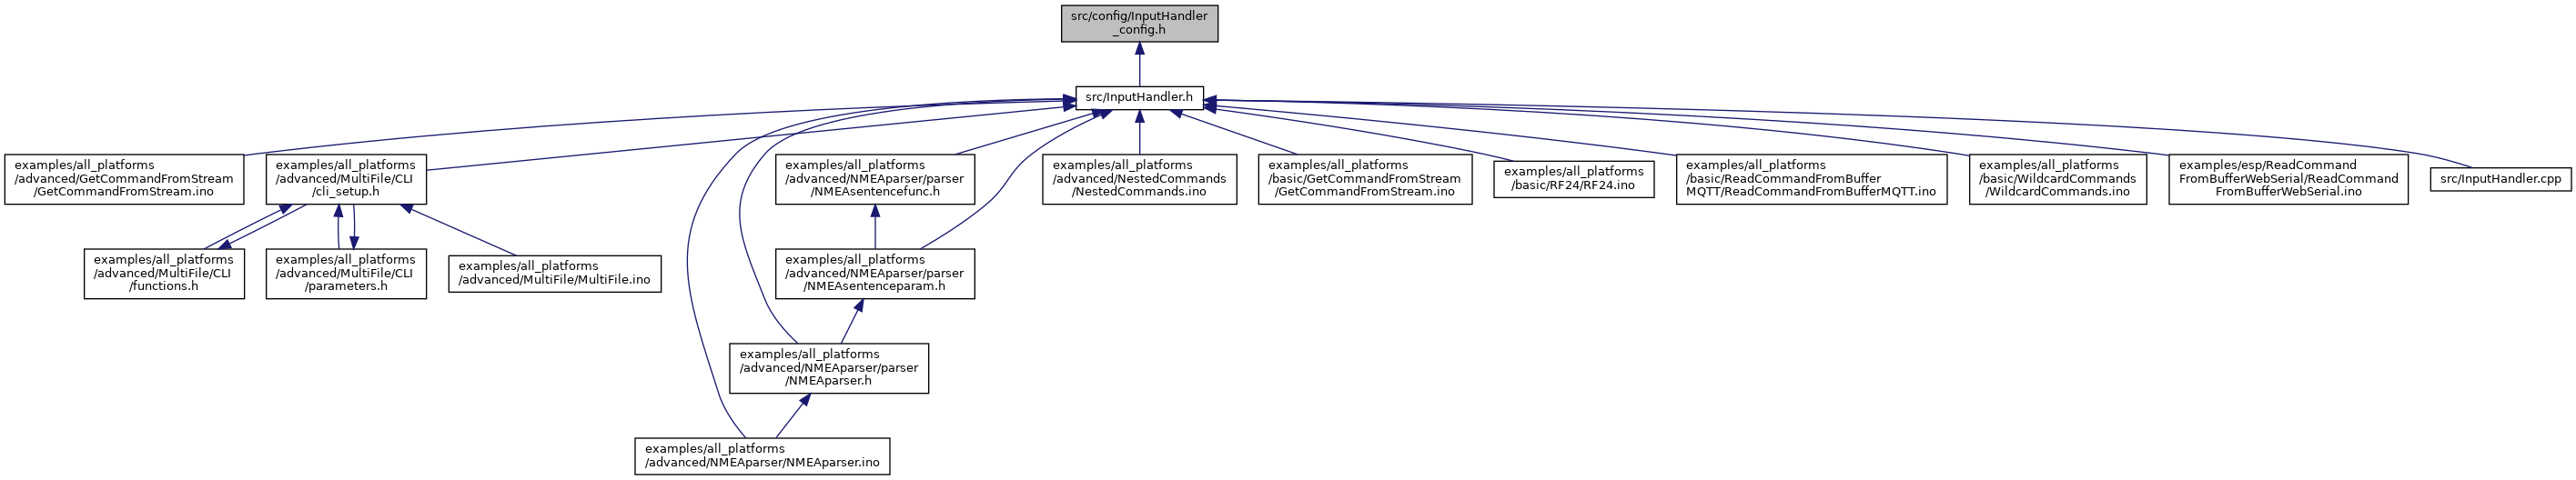 src/config/InputHandler
_config.h
src/InputHandler.h
examples/all_platforms
/advanced/GetCommandFromStream
/GetCommandFromStream.ino
examples/all_platforms
/advanced/MultiFile/CLI
/cli_setup.h
examples/all_platforms
/advanced/NMEAparser/parser
/NMEAsentencefunc.h
examples/all_platforms
/advanced/NestedCommands
/NestedCommands.ino
examples/all_platforms
/basic/GetCommandFromStream
/GetCommandFromStream.ino
examples/all_platforms
/basic/RF24/RF24.ino
examples/all_platforms
/basic/ReadCommandFromBuffer
MQTT/ReadCommandFromBufferMQTT.ino
examples/all_platforms
/basic/WildcardCommands
/WildcardCommands.ino
examples/esp/ReadCommand
FromBufferWebSerial/ReadCommand
FromBufferWebSerial.ino
src/InputHandler.cpp
examples/all_platforms
/advanced/MultiFile/CLI
/functions.h
examples/all_platforms
/advanced/MultiFile/CLI
/parameters.h
examples/all_platforms
/advanced/MultiFile/MultiFile.ino
examples/all_platforms
/advanced/NMEAparser/parser
/NMEAsentenceparam.h
examples/all_platforms
/advanced/NMEAparser/parser
/NMEAparser.h
examples/all_platforms
/advanced/NMEAparser/NMEAparser.ino